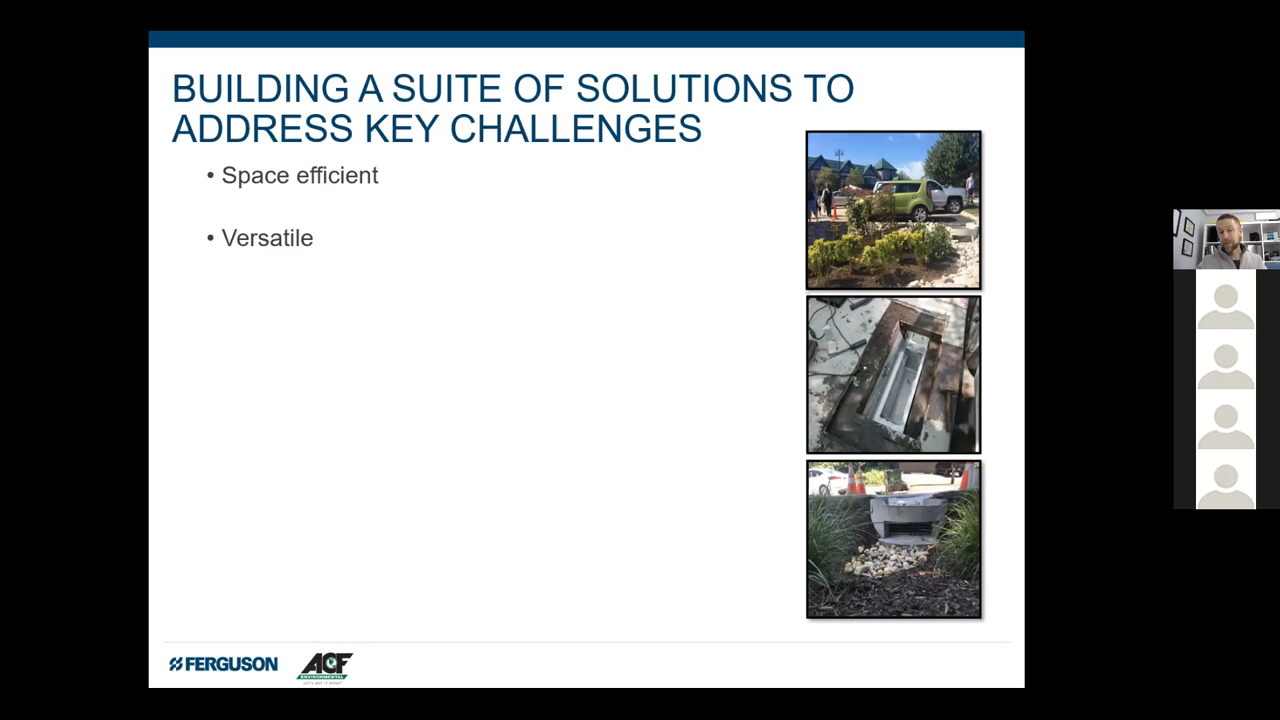 BUILDING A SUITE OF SOLUTIONS TO
ADDRESS KEY CHALLENGES
• Space efficient
• Versatile
FERGUSON
ACF
ENVIRONMENTAL